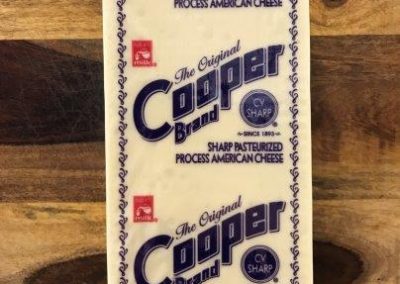 PROCESS AMERICAN CHEESE
The Original
Cooper
Brand
CV
SHARP
®
~SINCE 1893~
SHARP PASTEURIZED
PROCESS AMERICAN CHEESE
The Original
Cooper
Brand
CV
SHARP